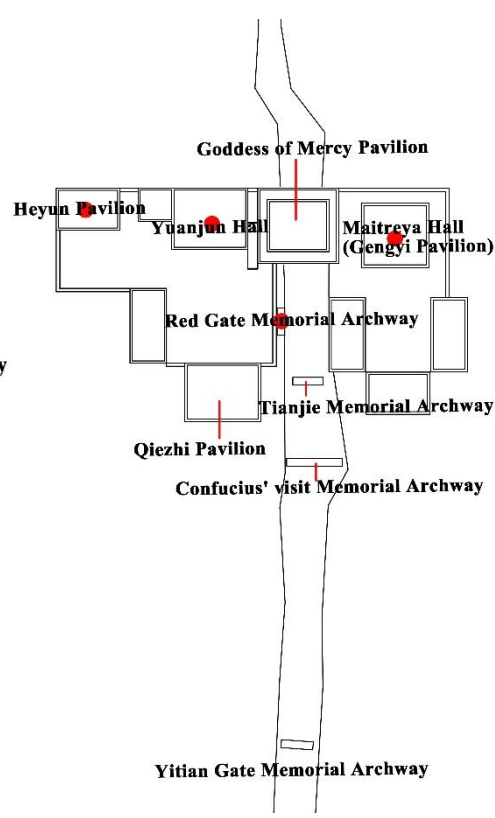 Goddess of Mercy Pavilion
Heyun Pavilion
Yuanjun Hall
Maitreya Hall
(Gengyi Pavilion)
Red Gate Memorial Archway
y
Tianjie Memorial Archway
Qiezhi Pavilion
Confucius' visit Memorial Archway
Yitian Gate Memorial Archway